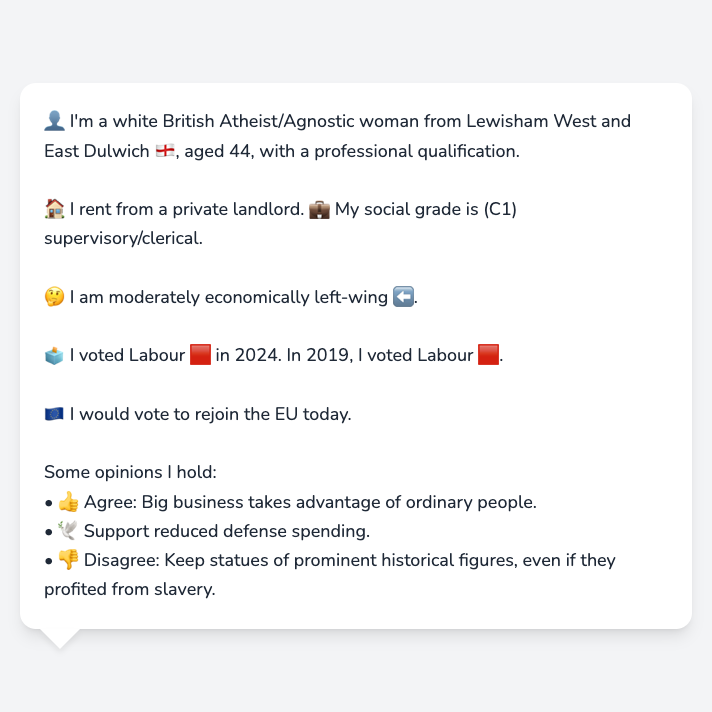 👤 I'm a white British Atheist/Agnostic woman from Lewisham West and
East Dulwich 🏴󠁧󠁢󠁥󠁮󠁧󠁿, aged 44, with a professional qualification.
🏠 I rent from a private landlord. 💼 My social grade is (C1)
supervisory/clerical.
🤔 I am moderately economically left-wing ⬅️.
🗳️ I voted Labour 🟥 in 2024. In 2019, I voted Labour 🟥.
🇪🇺 I would vote to rejoin the EU today.
Some opinions I hold:
• 👍 Agree: Big business takes advantage of ordinary people.
• 🕊️ Support reduced defense spending.
• 👎 Disagree: Keep statues of prominent historical figures, even if they
profited from slavery.